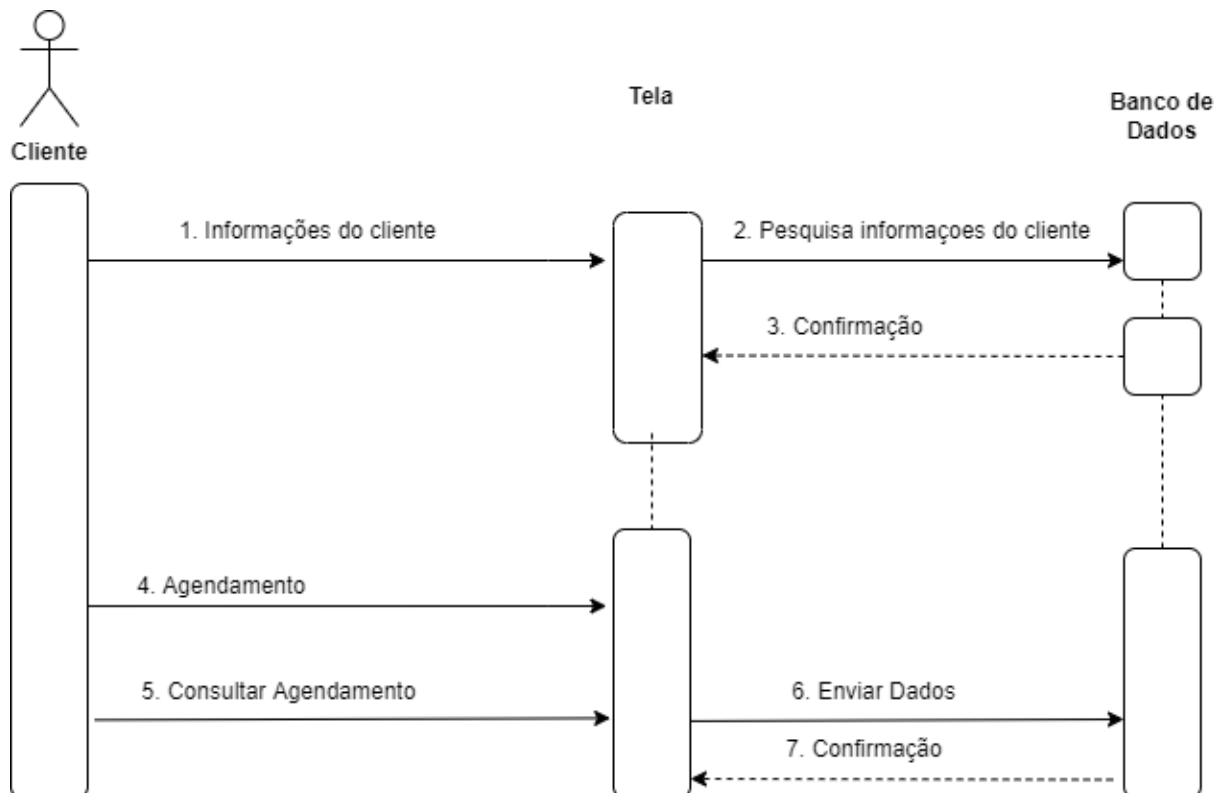 Tela
Banco de
Dados
Cliente
1. Informações do cliente
2. Pesquisa informaçoes do cliente
3. Confirmação
4. Agendamento
5. Consultar Agendamento
6. Enviar Dados
7. Confirmação